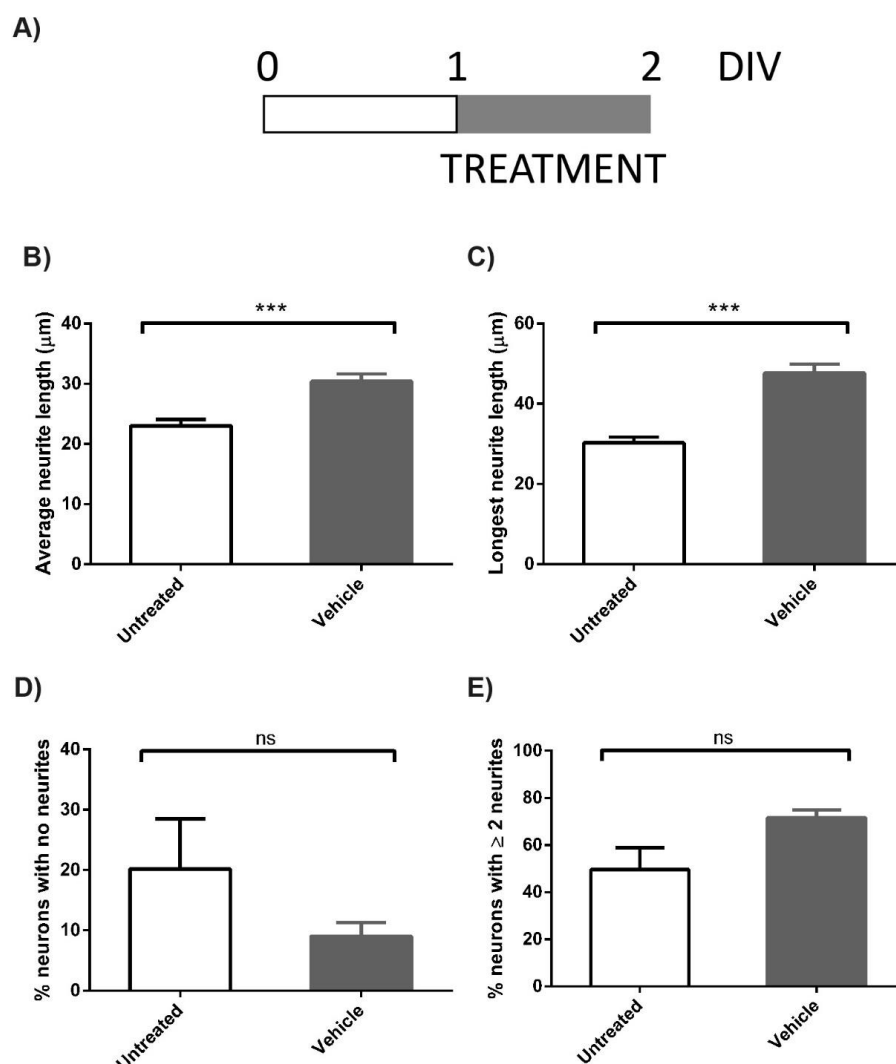 A)
0 1 2 DIV
TREATMENT
B)
***
Average neurite length (μm)
40
30
20
10
0
Untreated
Vehicle
C)
***
Longest neurite length (μm)
60
40
20
0
Untreated
Vehicle
D)
ns
% neurons with no neurites
40
30
20
10
0
Untreated
Vehicle
E)
ns
% neurons with ≥ 2 neurites
100
80
60
40
20
0
Untreated
Vehicle